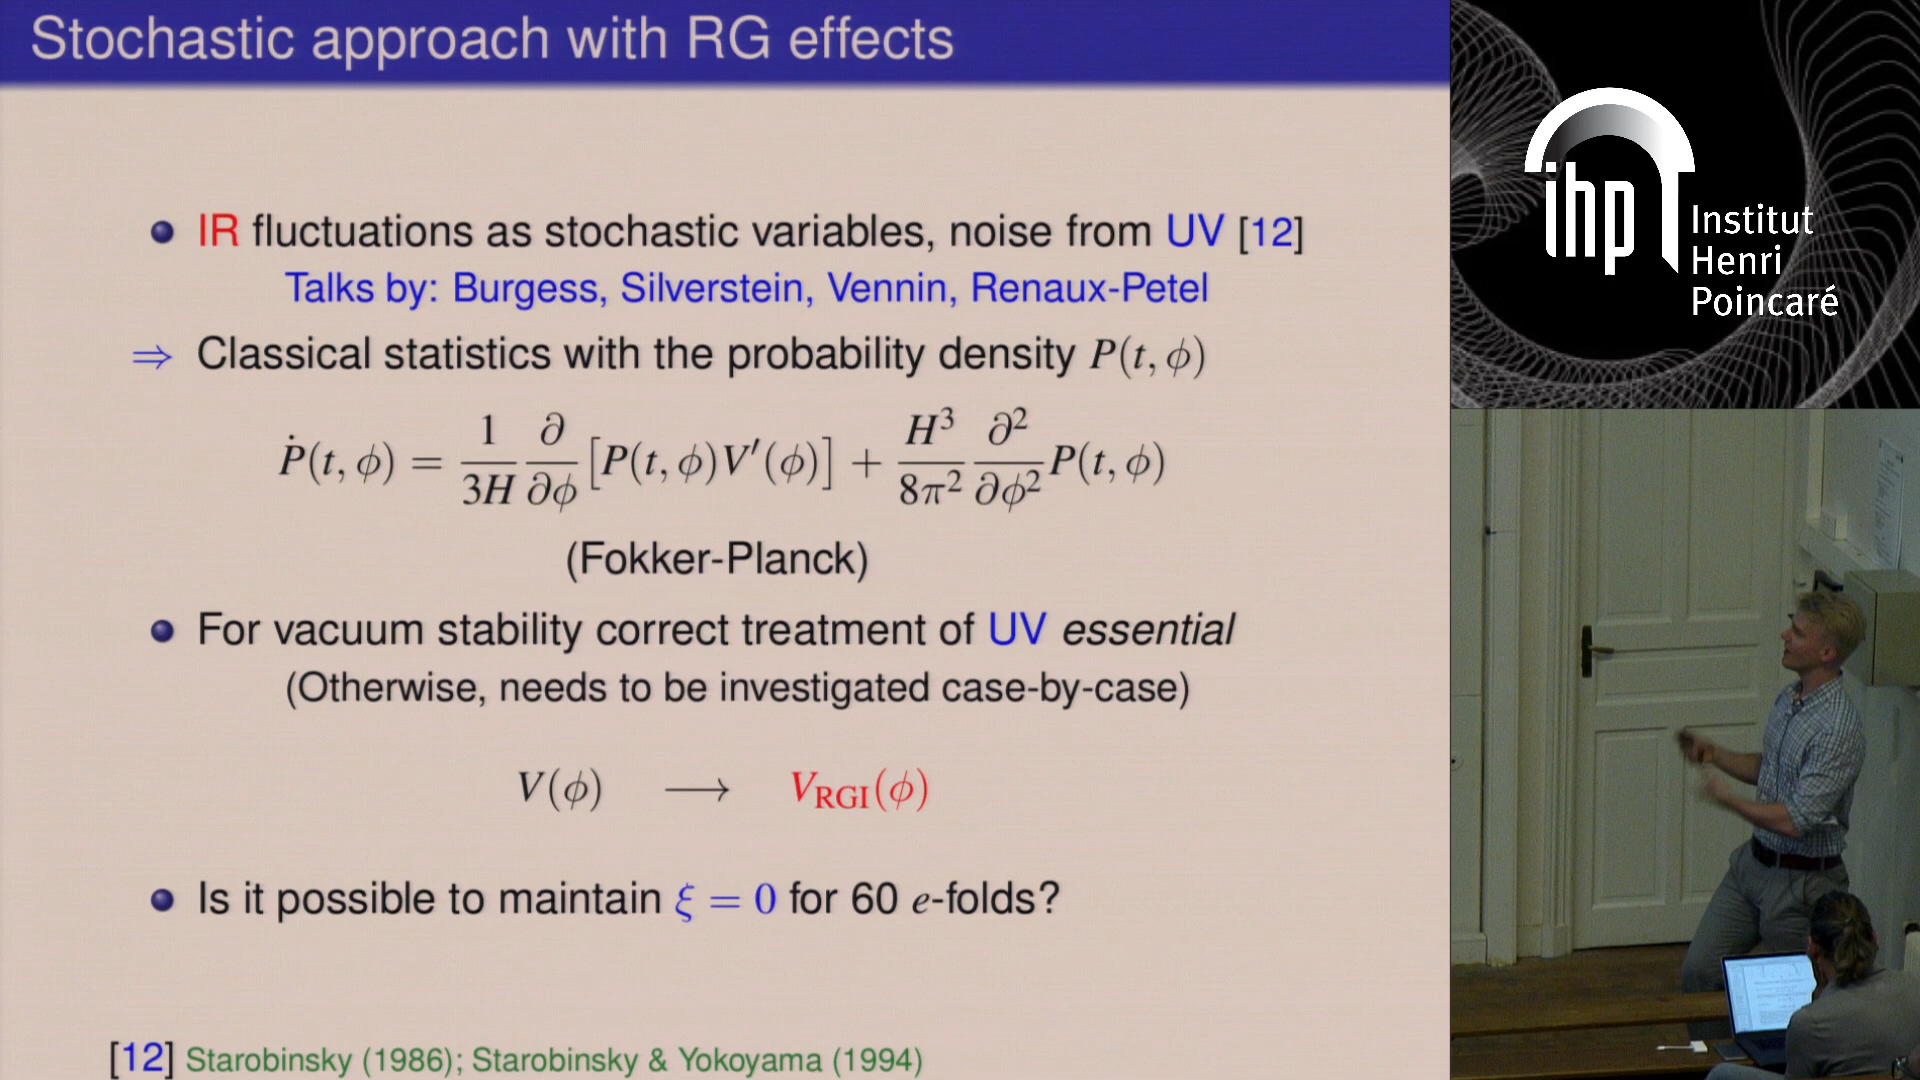 Stochastic approach with RG effects
IR fluctuations as stochastic variables, noise from UV [12]
Talks by: Burgess, Silverstein, Vennin, Renaux-Petel
⇒ Classical statistics with the probability density P(t, ϕ)
Ṗ(t, ϕ) = 1/3H ∂/∂ϕ [P(t, ϕ)V′(ϕ)] + H³/8π² ∂²/∂ϕ² P(t, ϕ)
(Fokker-Planck)
For vacuum stability correct treatment of UV essential
(Otherwise, needs to be investigated case-by-case)
V(ϕ) ⟶ V_RGI(ϕ)
Is it possible to maintain ξ = 0 for 60 e-folds?
[12] Starobinsky (1986); Starobinsky & Yokoyama (1994)
ihp
Institut
Henri
Poincaré